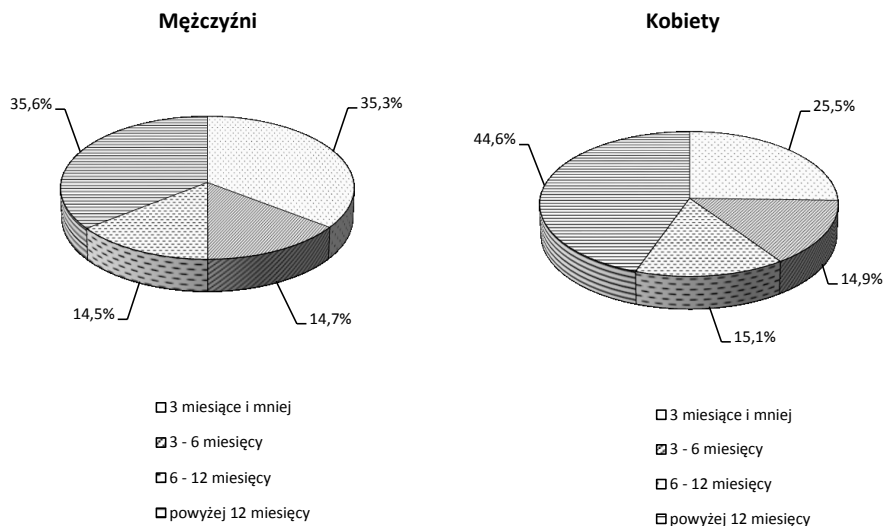 Mężczyźni
35,6%
35,3%
14,5%
14,7%
3 miesiące i mniej
3 - 6 miesięcy
6 - 12 miesięcy
powyżej 12 miesięcy
Kobiety
25,5%
44,6%
14,9%
15,1%
3 miesiące i mniej
3 - 6 miesięcy
6 - 12 miesięcy
powyżej 12 miesięcy